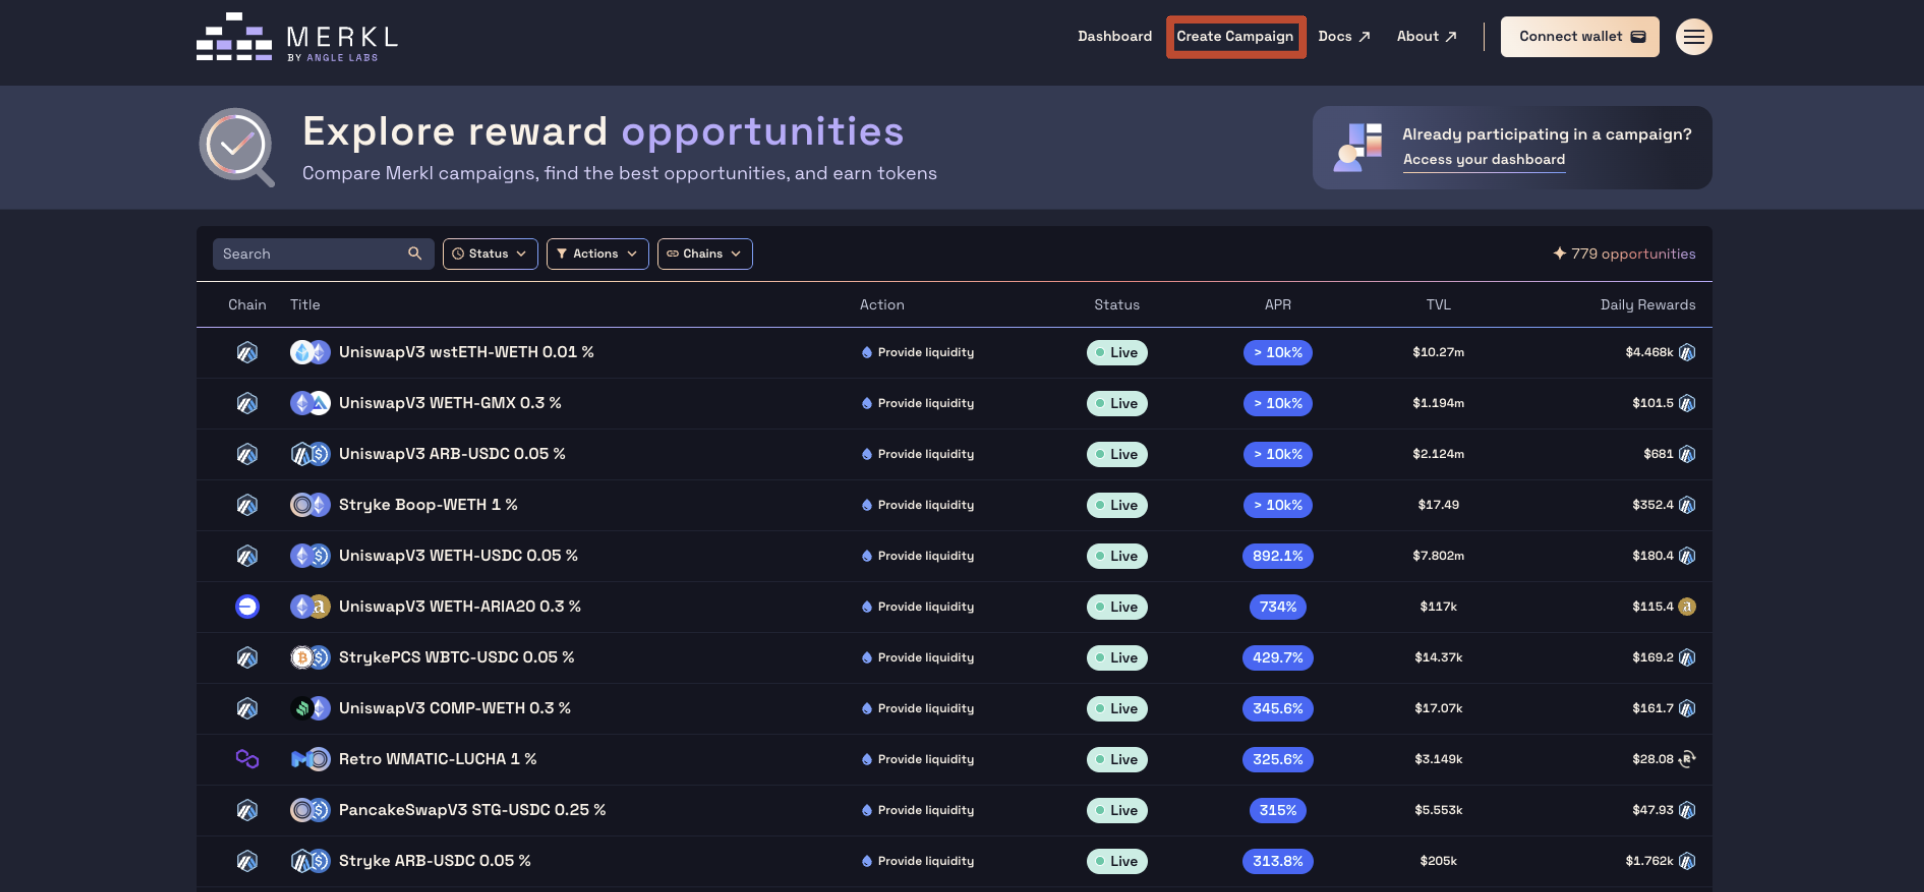 MERKL
BY ANGLE LABS
Dashboard Create Campaign Docs About Connect wallet
Explore reward opportunities
Compare Merkl campaigns, find the best opportunities, and earn tokens
Already participating in a campaign?
Access your dashboard
Search Status Actions Chains 779 opportunities
Chain Title Action Status APR TVL Daily Rewards
UniswapV3 wstETH-WETH 0.01 % Provide liquidity Live > 10k% $10.27m $4.468k
UniswapV3 WETH-GMX 0.3 % Provide liquidity Live > 10k% $1.194m $101.5
UniswapV3 ARB-USDC 0.05 % Provide liquidity Live > 10k% $2.124m $681
Stryke Boop-WETH 1 % Provide liquidity Live > 10k% $17.49 $352.4
UniswapV3 WETH-USDC 0.05 % Provide liquidity Live 892.1% $7.802m $180.4
UniswapV3 WETH-ARIA20 0.3 % Provide liquidity Live 734% $117k $115.4
StrykePCS WBTC-USDC 0.05 % Provide liquidity Live 429.7% $14.37k $169.2
UniswapV3 COMP-WETH 0.3 % Provide liquidity Live 345.6% $17.07k $161.7
Retro WMATIC-LUCHA 1 % Provide liquidity Live 325.6% $3.149k $28.08
PancakeSwapV3 STG-USDC 0.25 % Provide liquidity Live 315% $5.553k $47.93
Stryke ARB-USDC 0.05 % Provide liquidity Live 313.8% $205k $1.762k